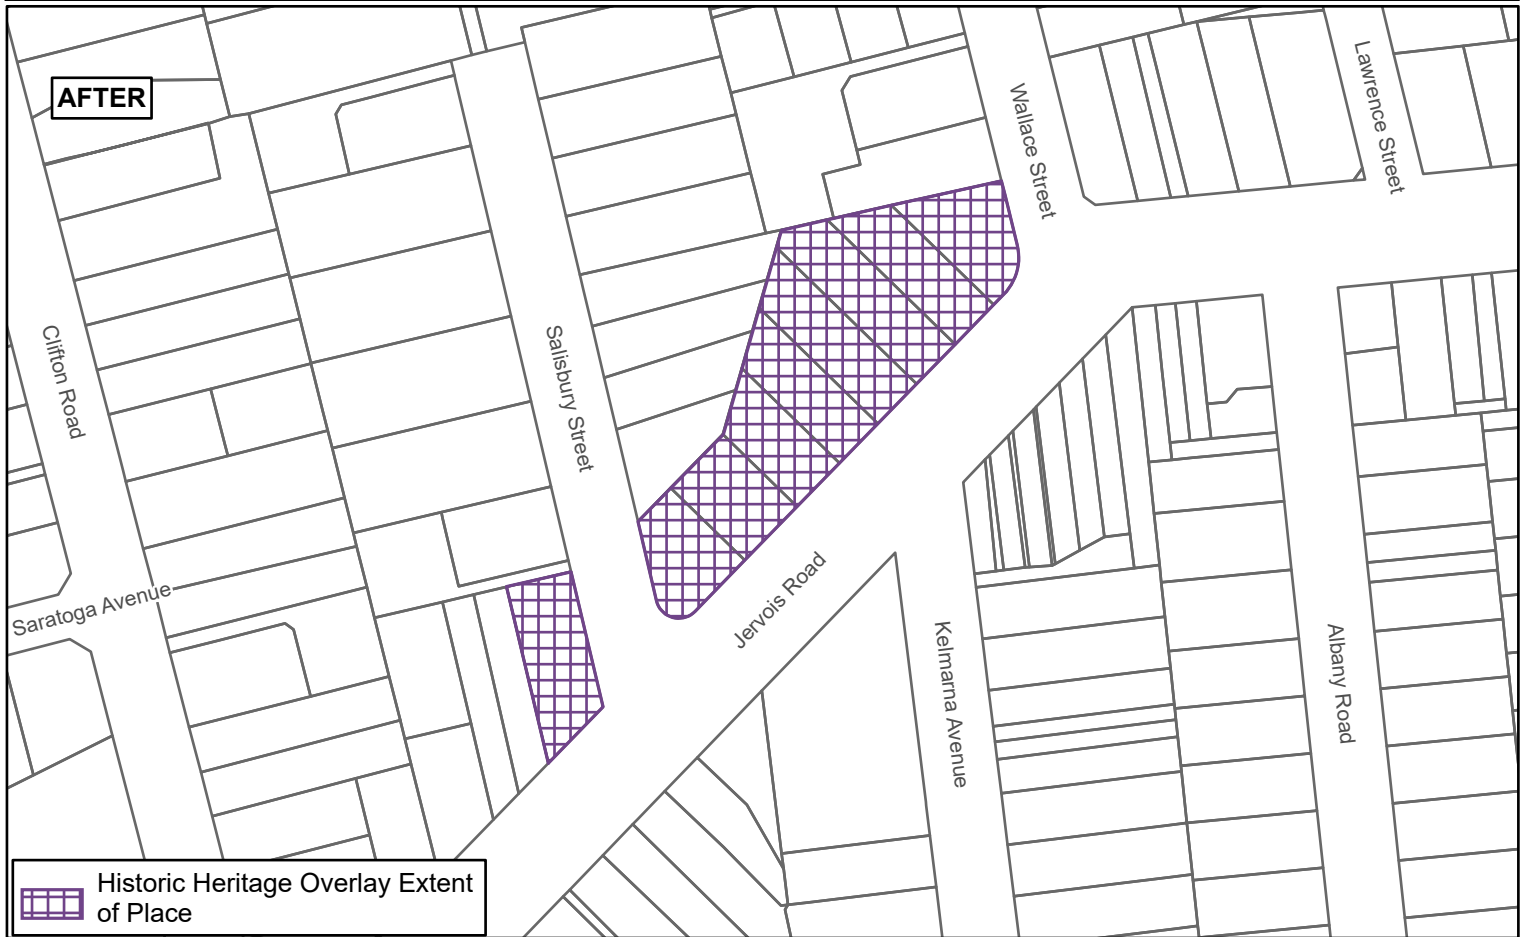 AFTER
Wallace Street
Lawrence Street
Clifton Road
Salisbury Street
Saratoga Avenue
Jervois Road
Kelmarna Avenue
Albany Road
Historic Heritage Overlay Extent
of Place